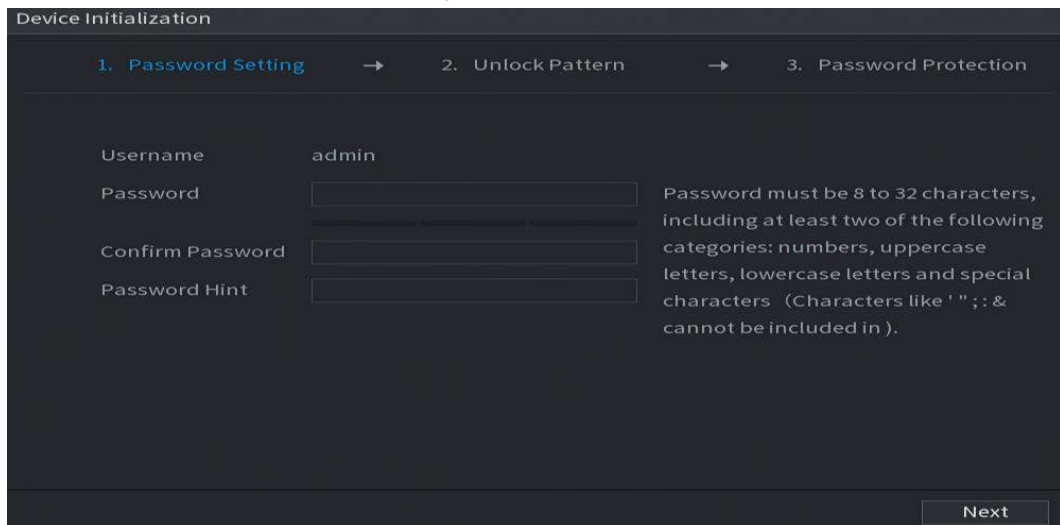 Device Initialization
1. Password Setting → 2. Unlock Pattern → 3. Password Protection
Username admin
Password
Confirm Password
Password Hint
Password must be 8 to 32 characters,
including at least two of the following
categories: numbers, uppercase
letters, lowercase letters and special
characters (Characters like ' " ; : &
cannot be included in ).
Next